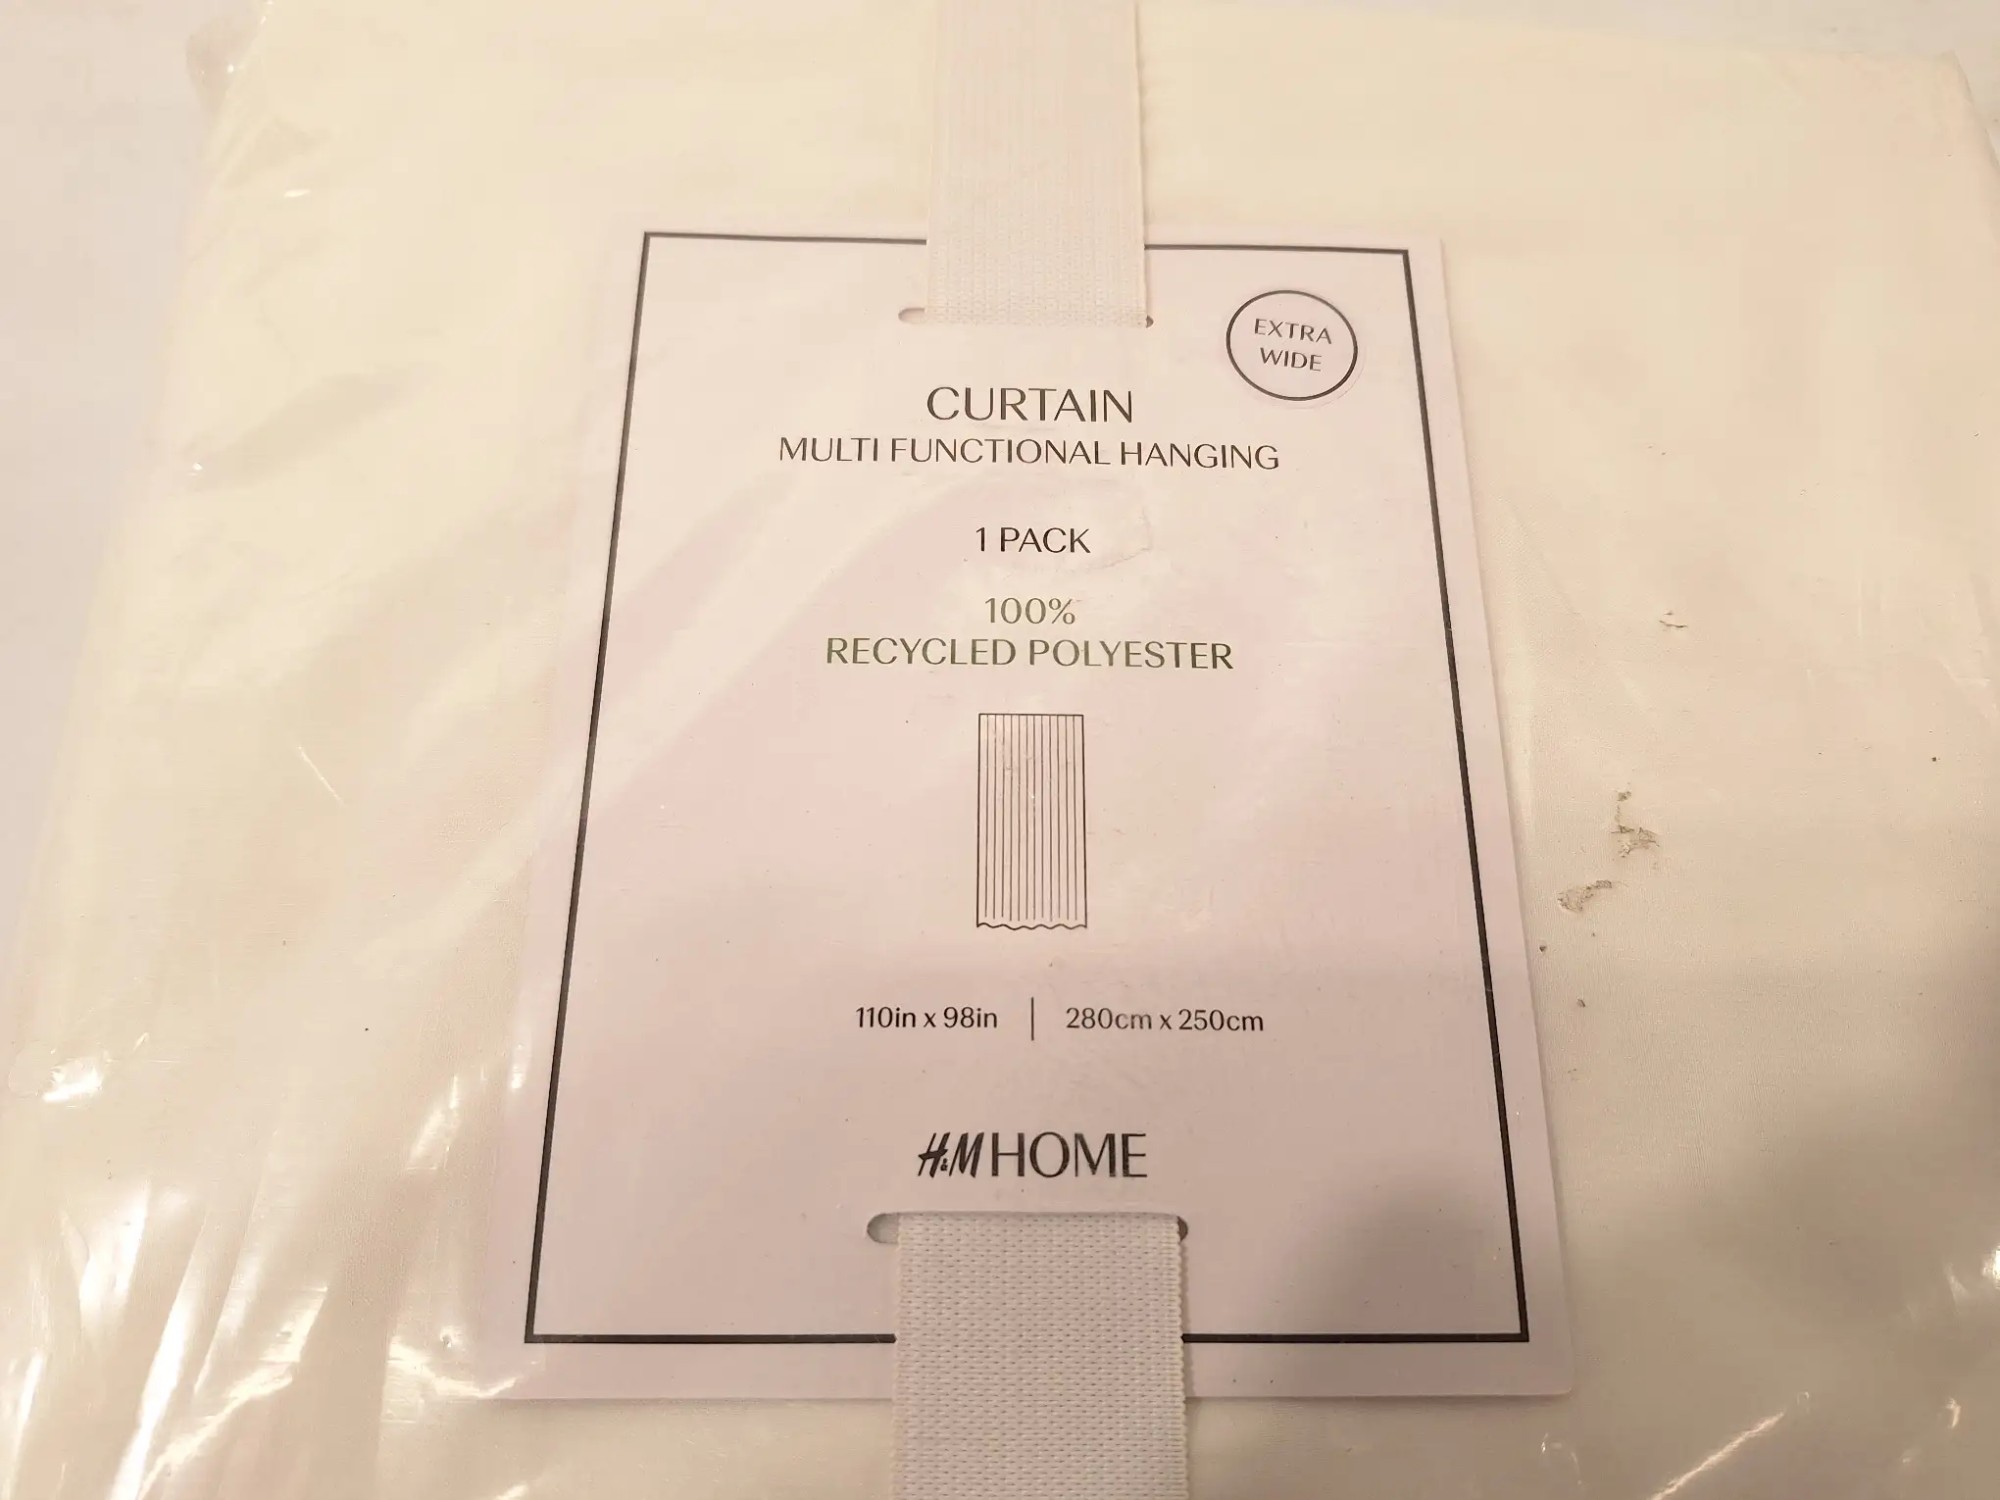 EXTRA
WIDE
CURTAIN
MULTI FUNCTIONAL HANGING
1 PACK
100%
RECYCLED POLYESTER
110in x 98in | 280cm x 250cm
H&M HOME